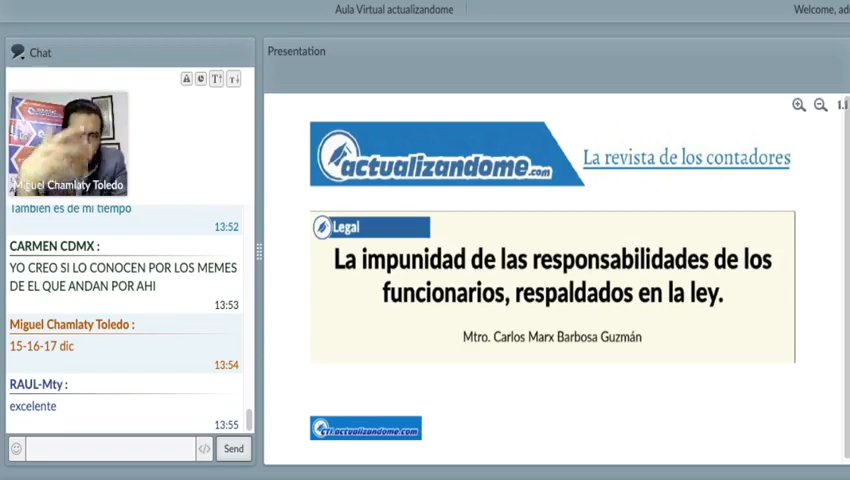 Aula Virtual actualizandome
Welcome, ad
Chat
Miguel Chamlaty Toledo
También es de mi tiempo
13:52
CARMEN CDMX :
YO CREO SI LO CONOCEN POR LOS MEMES
DE EL QUE ANDAN POR AHI
13:53
Miguel Chamlaty Toledo :
15-16-17 dic
13:54
RAUL-Mty :
excelente
13:55
Send
Presentation
actualizandome.com
La revista de los contadores
Legal
La impunidad de las responsabilidades de los
funcionarios, respaldados en la ley.
Mtro. Carlos Marx Barbosa Guzmán